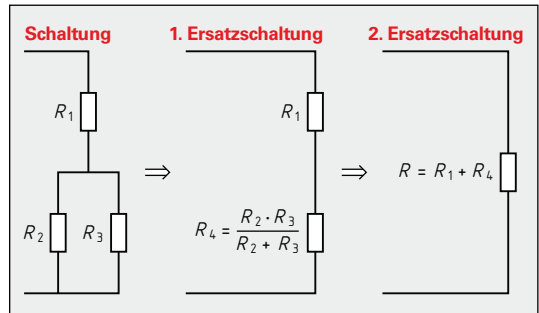 Schaltung
1. Ersatzschaltung
2. Ersatzschaltung
R₁
R₂
R₃
⇒
R₁
R₄ = R₂ · R₃ / R₂ + R₃
⇒
R = R₁ + R₄